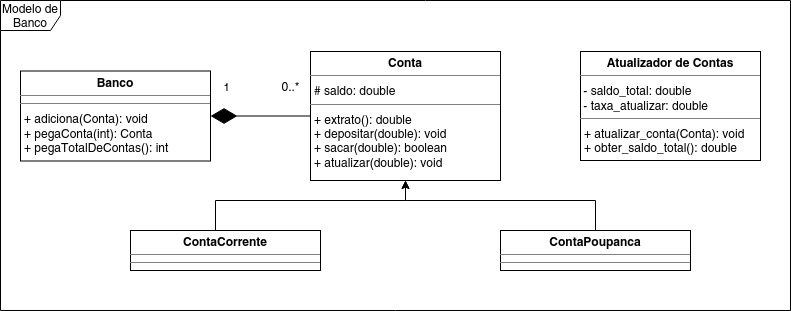 Modelo de
Banco
Banco
+ adiciona(Conta): void
+ pegaConta(int): Conta
+ pegaTotalDeContas(): int
1
0..*
Conta
# saldo: double
+ extrato(): double
+ depositar(double): void
+ sacar(double): boolean
+ atualizar(double): void
Atualizador de Contas
- saldo_total: double
- taxa_atualizar: double
+ atualizar_conta(Conta): void
+ obter_saldo_total(): double
ContaCorrente
ContaPoupanca